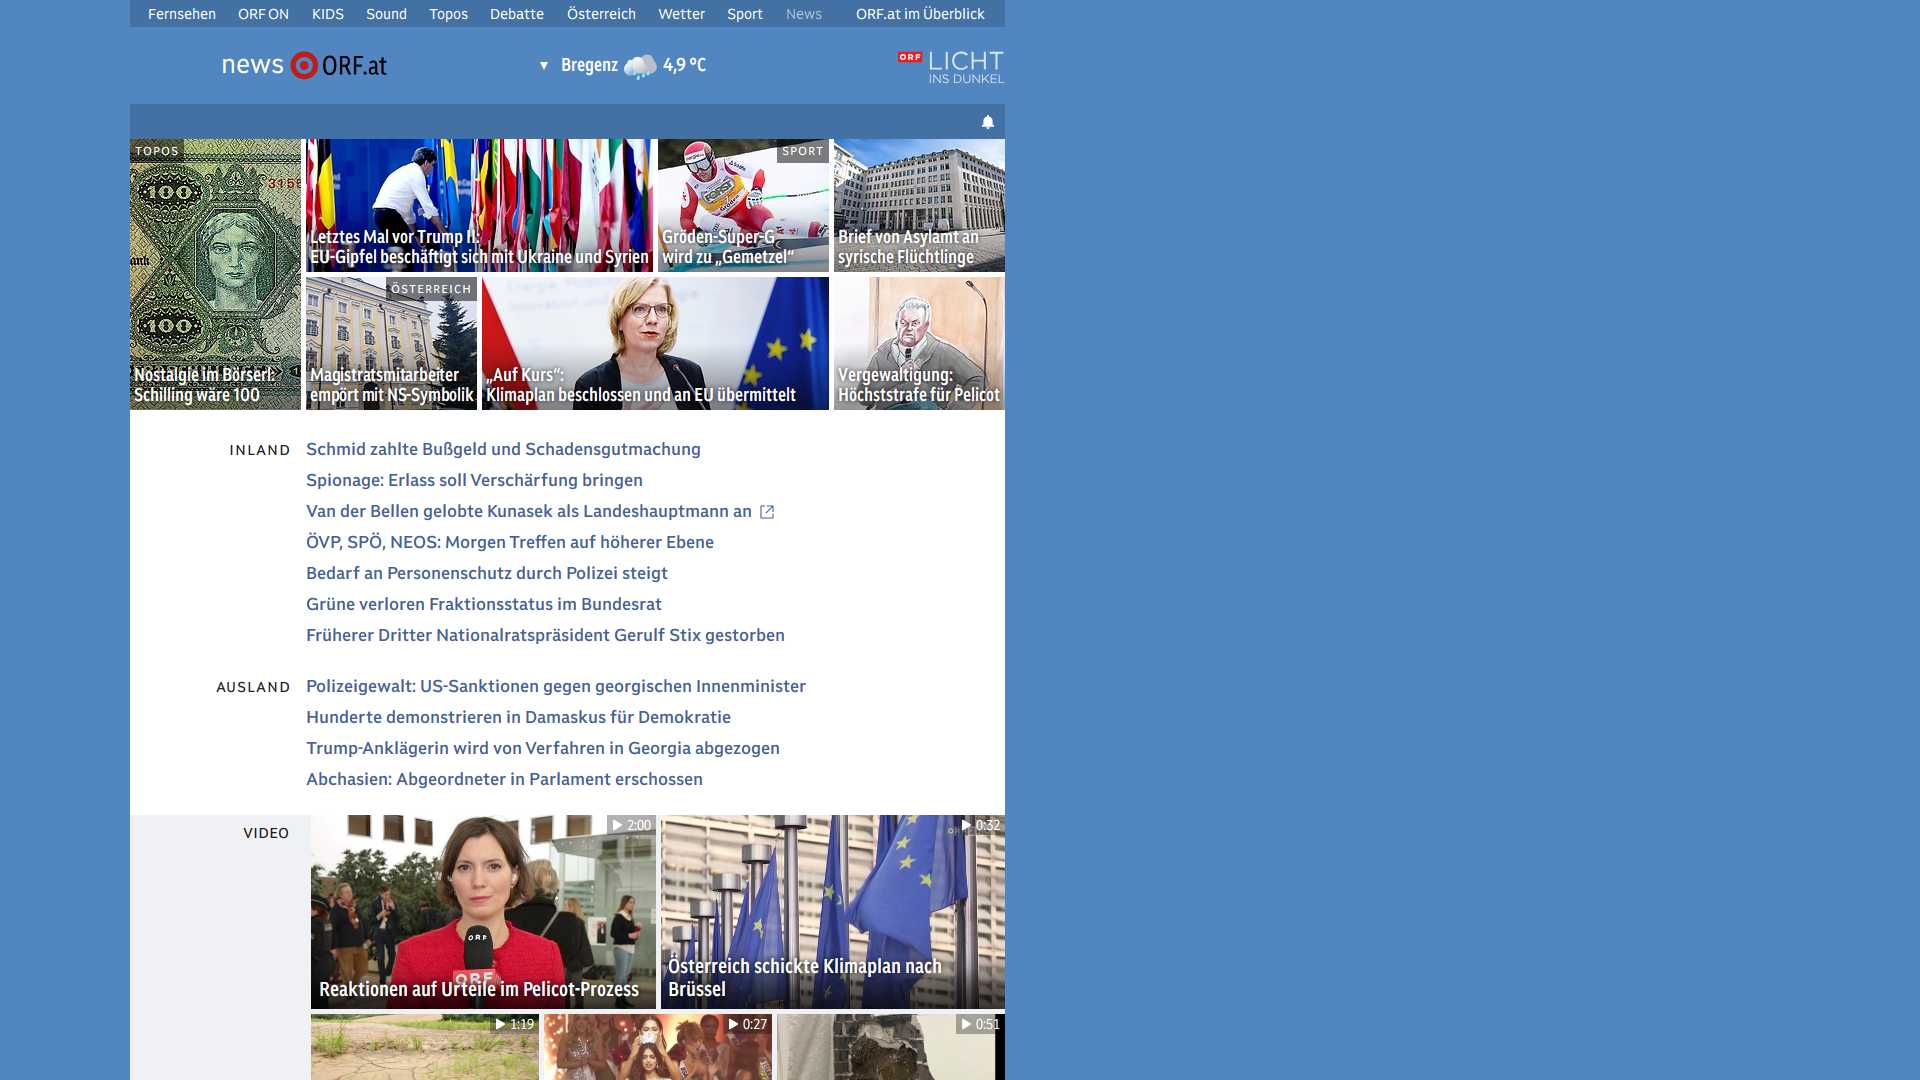 Fernsehen ORF ON KIDS Sound Topos Debatte Österreich Wetter Sport News ORF.at im Überblick
news ORF.at
Bregenz 4,9 °C
ORF LICHT
INS DUNKEL
TOPOS
100
100
Nostalgie im Börserl:
Schilling wäre 100
Letztes Mal vor Trump II:
EU-Gipfel beschäftigt sich mit Ukraine und Syrien
SPORT
Gröden-Super-G
wird zu „Gemetzel“
Brief von Asylamt an
syrische Flüchtlinge
ÖSTERREICH
Magistratsmitarbeiter
empört mit NS-Symbolik
„Auf Kurs“:
Klimaplan beschlossen und an EU übermittelt
Vergewaltigung:
Höchststrafe für Pelicot
INLAND
Schmid zahlte Bußgeld und Schadensgutmachung
Spionage: Erlass soll Verschärfung bringen
Van der Bellen gelobte Kunasek als Landeshauptmann an
ÖVP, SPÖ, NEOS: Morgen Treffen auf höherer Ebene
Bedarf an Personenschutz durch Polizei steigt
Grüne verloren Fraktionsstatus im Bundesrat
Früherer Dritter Nationalratspräsident Gerulf Stix gestorben
AUSLAND
Polizeigewalt: US-Sanktionen gegen georgischen Innenminister
Hunderte demonstrieren in Damaskus für Demokratie
Trump-Anklägerin wird von Verfahren in Georgia abgezogen
Abchasien: Abgeordneter in Parlament erschossen
VIDEO
2:00
ORF
ORF
Reaktionen auf Urteile im Pelicot-Prozess
0:32
Österreich schickte Klimaplan nach
Brüssel
1:19
0:27
0:51